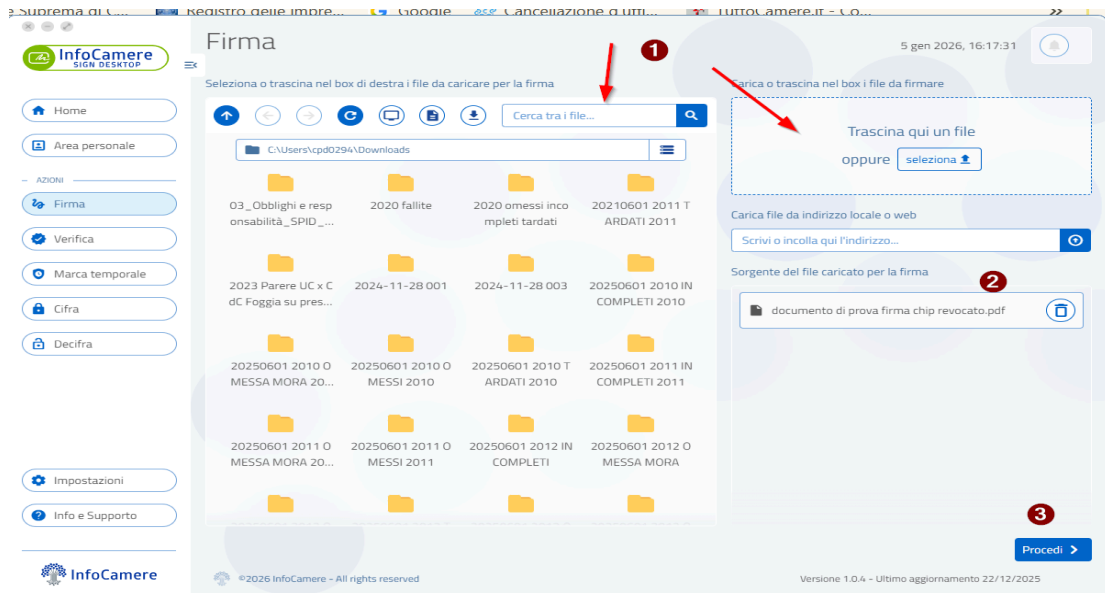 Suprema di C...
Registro delle Impre...
Google
Cancellazione d'uffi...
TuttoCamere.it - Co...
»
InfoCamere
SIGN DESKTOP
Home
Area personale
AZIONI
Firma
Verifica
Marca temporale
Cifra
Decifra
Impostazioni
Info e Supporto
InfoCamere
Firma
1
5 gen 2026, 16:17:31
Seleziona o trascina nel box di destra i file da caricare per la firma
Cerca tra i file...
C:\Users\cpd0294\Downloads
03_Obblighi e resp
onsabilità_SPID_...
2020 fallite
2020 omessi inco
mpleti tardati
20210601 2011 T
ARDATI 2011
2023 Parere UC x C
dC Foggia su pres...
2024-11-28 001
2024-11-28 003
20250601 2010 IN
COMPLETI 2010
20250601 2010 O
MESSA MORA 20...
20250601 2010 O
MESSI 2010
20250601 2010 T
ARDATI 2010
20250601 2011 IN
COMPLETI 2011
20250601 2011 O
MESSA MORA 20...
20250601 2011 O
MESSI 2011
20250601 2012 IN
COMPLETI
20250601 2012 O
MESSA MORA
Carica o trascina nel box i file da firmare
Trascina qui un file
oppure seleziona
Carica file da indirizzo locale o web
Scrivi o incolla qui l'indirizzo...
Sorgente del file caricato per la firma
2
documento di prova firma chip revocato.pdf
3
Procedi
©2026 InfoCamere - All rights reserved
Versione 1.0.4 - Ultimo aggiornamento 22/12/2025